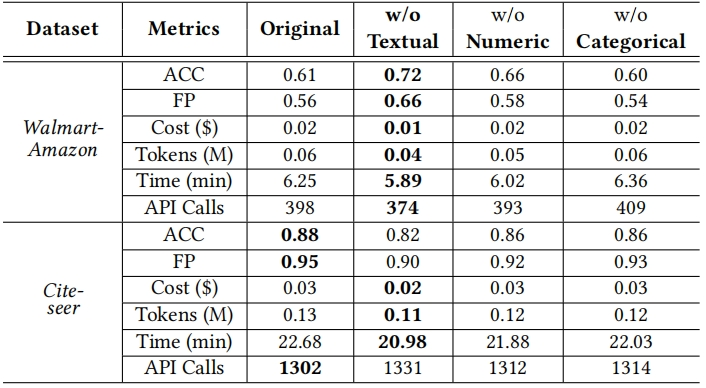 Dataset Metrics Original w/o Textual w/o Numeric w/o Categorical
Walmart-Amazon
ACC 0.61 0.72 0.66 0.60
FP 0.56 0.66 0.58 0.54
Cost ($) 0.02 0.01 0.02 0.02
Tokens (M) 0.06 0.04 0.05 0.06
Time (min) 6.25 5.89 6.02 6.36
API Calls 398 374 393 409
Cite-seer
ACC 0.88 0.82 0.86 0.86
FP 0.95 0.90 0.92 0.93
Cost ($) 0.03 0.02 0.03 0.03
Tokens (M) 0.13 0.11 0.12 0.12
Time (min) 22.68 20.98 21.88 22.03
API Calls 1302 1331 1312 1314